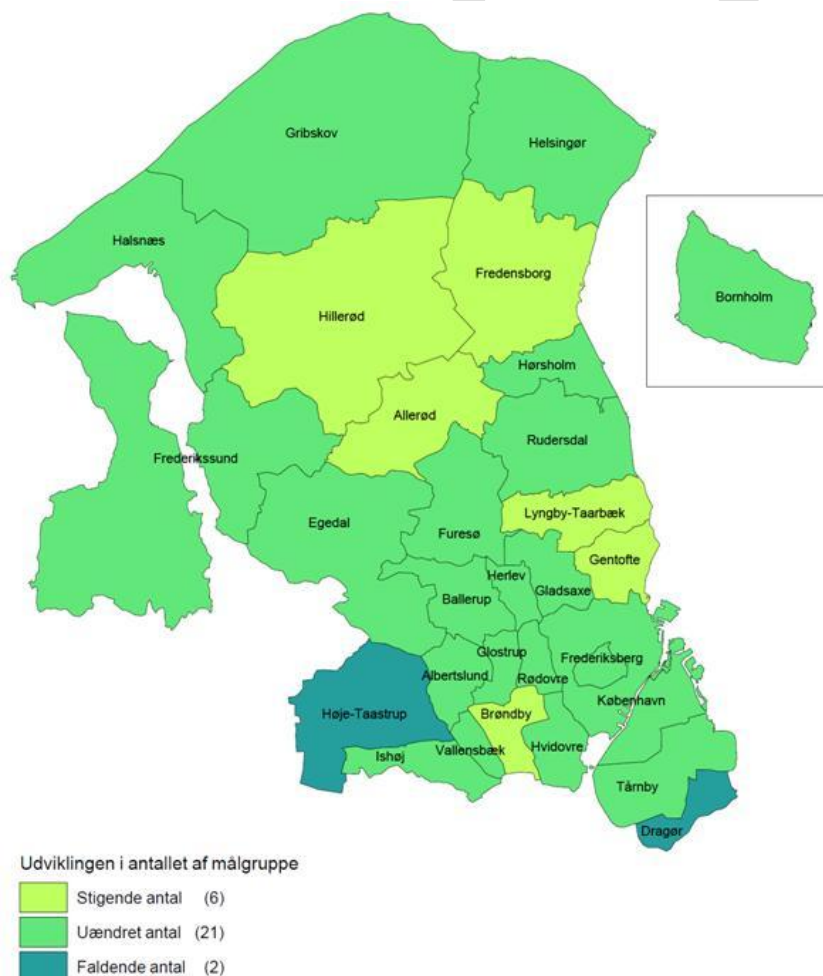 Gribskov
Helsingør
Halsnæs
Fredensborg
Bornholm
Hillerød
Hørsholm
Allerød
Rudersdal
Frederikssund
Lyngby-Taarbæk
Egedal
Furesø
Gentofte
Herlev
Gladsaxe
Ballerup
Glostrup
Frederiksberg
Albertslund
Rødovre
København
Høje-Taastrup
Brøndby
Vallensbæk
Hvidovre
Ishøj
Tårnby
Dragør
Udviklingen i antallet af målgruppe
Stigende antal (6)
Uændret antal (21)
Faldende antal (2)